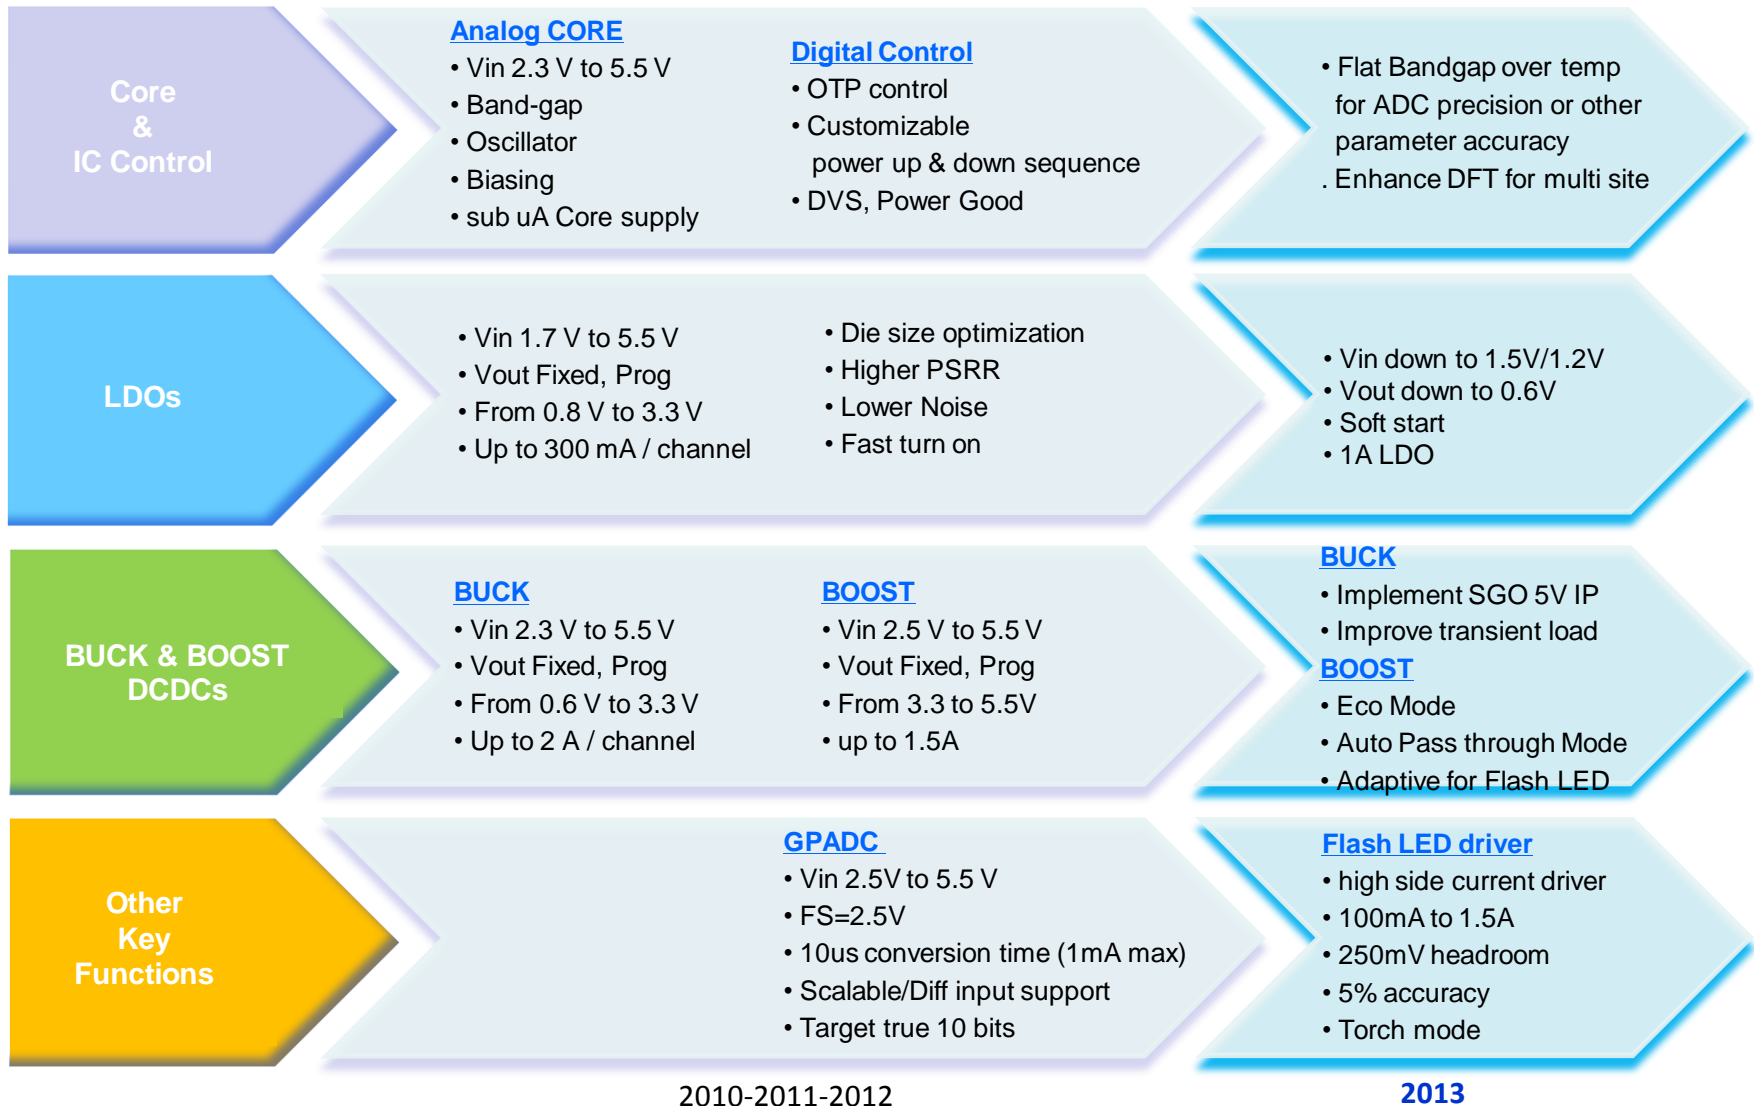 Core
&
IC Control
Analog CORE
• Vin 2.3 V to 5.5 V
• Band-gap
• Oscillator
• Biasing
• sub uA Core supply
Digital Control
• OTP control
• Customizable
power up & down sequence
• DVS, Power Good
• Flat Bandgap over temp
for ADC precision or other
parameter accuracy
. Enhance DFT for multi site
LDOs
• Vin 1.7 V to 5.5 V
• Vout Fixed, Prog
• From 0.8 V to 3.3 V
• Up to 300 mA / channel
• Die size optimization
• Higher PSRR
• Lower Noise
• Fast turn on
• Vin down to 1.5V/1.2V
• Vout down to 0.6V
• Soft start
• 1A LDO
BUCK & BOOST
DCDCs
BUCK
• Vin 2.3 V to 5.5 V
• Vout Fixed, Prog
• From 0.6 V to 3.3 V
• Up to 2 A / channel
BOOST
• Vin 2.5 V to 5.5 V
• Vout Fixed, Prog
• From 3.3 to 5.5V
• up to 1.5A
BUCK
• Implement SGO 5V IP
• Improve transient load
BOOST
• Eco Mode
• Auto Pass through Mode
• Adaptive for Flash LED
Other
Key
Functions
GPADC
• Vin 2.5V to 5.5 V
• FS=2.5V
• 10us conversion time (1mA max)
• Scalable/Diff input support
• Target true 10 bits
Flash LED driver
• high side current driver
• 100mA to 1.5A
• 250mV headroom
• 5% accuracy
• Torch mode
2010-2011-2012
2013